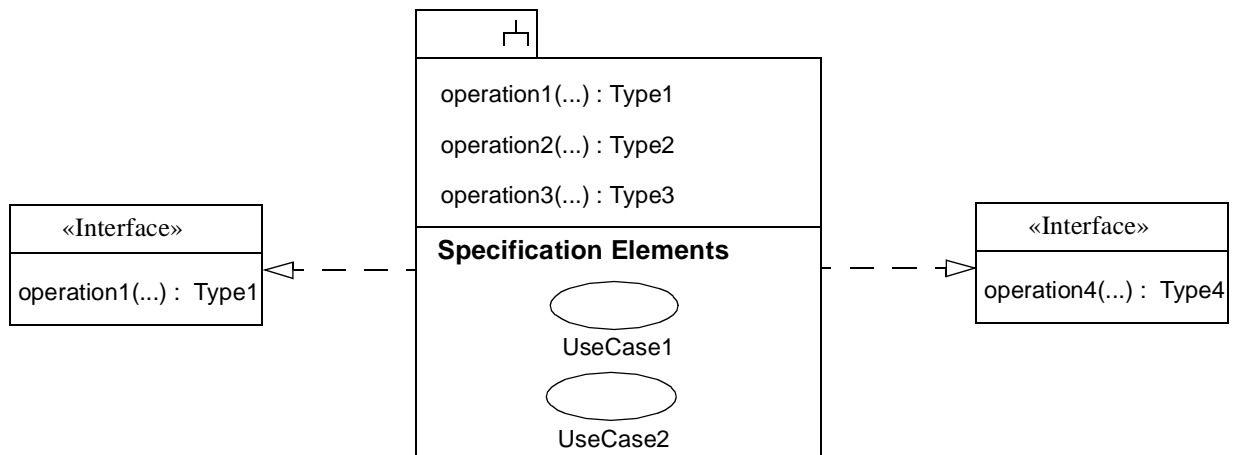 operation1(...) : Type1
operation2(...) : Type2
operation3(...) : Type3
«Interface»
operation1(...) :  Type1
Specification Elements
UseCase1
UseCase2
«Interface»
operation4(...) :  Type4